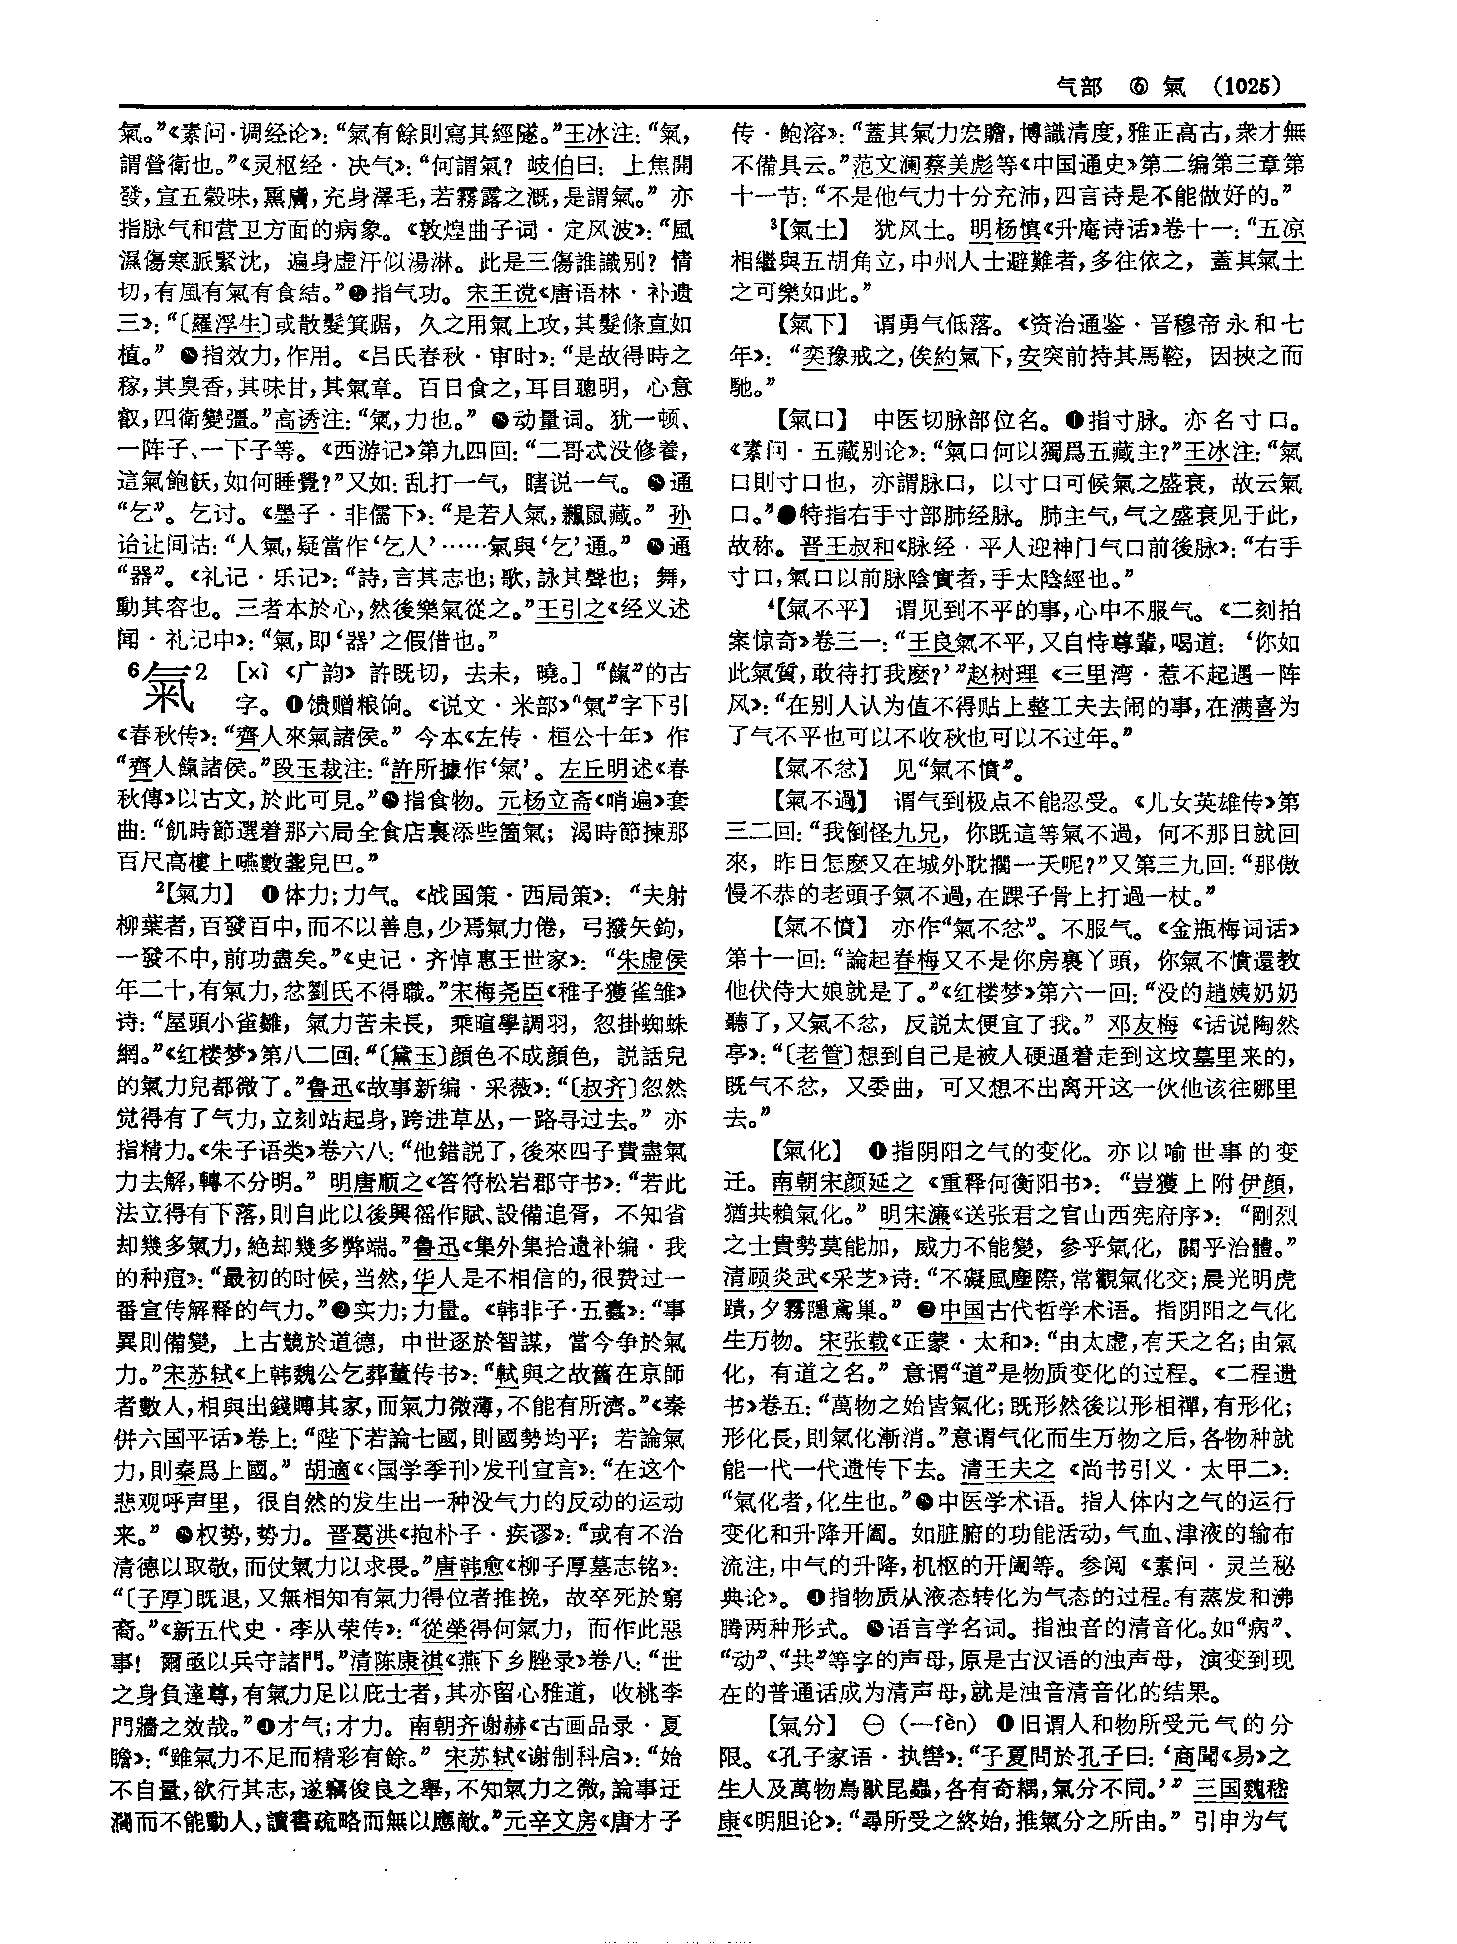 气部 ⑥ 氣 (1025)
氣。”《素问·调经论》：“氣有餘則寫其經隧。”王冰注：“氣，
謂營衛也。”《灵枢经·决气》：“何謂氣？岐伯曰：上焦開
發，宣五穀味，熏膚，充身澤毛，若霧露之溉，是謂氣。”亦
指脉气和营卫方面的病象。《敦煌曲子词·定风波》：“風
濕傷寒脈緊沈，遍身虚汗似湯淋。此是三傷誰識别？情
切，有風有氣有食結。”指气功。宋王谠《唐语林·补遗
三》：“〔羅浮生〕或散髮箕踞，久之用氣上攻，其髮條直如
植。”指效力，作用。《吕氏春秋·审时》：“是故得時之
稼，其臭香，其味甘，其氣章。百日食之，耳目聰明，心意
叡，四衛變彊。”高诱注：“氣，力也。”动量词。犹一顿、
一阵子、一下子等。《西游记》第九四回：“二哥忒没修養，
這氣飽飫，如何睡覺？”又如：乱打一气，瞎说一气。通
“乞”。乞讨。《墨子·非儒下》：“是若人氣，鼸鼠藏。”孙
诒让间诂：“人氣，疑當作‘乞人’……氣與‘乞’通。”通
“器”。《礼记·乐记》：“詩，言其志也；歌，詠其聲也；舞，
動其容也。三者本於心，然後樂氣從之。”王引之《经义述
闻·礼记中》：“氣，即‘器’之假借也。”
6氣2 ［xì《广韵》許既切，去未，曉。］“餼”的古
字。❶馈赠粮饷。《说文·米部》“氣”字下引
《春秋传》：“齊人來氣諸侯。”今本《左传·桓公十年》作
“齊人餼諸侯。”段玉裁注：“許所據作‘氣’。左丘明述《春
秋傳》以古文，於此可見。”❷指食物。元杨立斋《哨遍》套
曲：“飢時節選着那六局全食店裏添些箇氣；渴時節揀那
百尺高樓上嚥數盞兒巴。”
²【氣力】 ❶体力；力气。《战国策·西周策》：“夫射
柳葉者，百發百中，而不以善息，少焉氣力倦，弓撥矢鉤，
一發不中，前功盡矣。”《史记·齐悼惠王世家》：“朱虚侯
年二十，有氣力，忿劉氏不得職。”宋梅尧臣《稚子獲雀雏》
诗：“屋頭小雀雛，氣力苦未長，乘暄學調羽，忽掛蜘蛛
網。”《红楼梦》第八二回：“〔黛玉〕顔色不成顔色，説話兒
的氣力兒都微了。”鲁迅《故事新编·采薇》：“〔叔齐〕忽然
觉得有了气力，立刻站起身，跨进草丛，一路寻过去。”亦
指精力。《朱子语类》卷六八：“他錯説了，後來四子費盡氣
力去解，轉不分明。”明唐顺之《答符松岩郡守书》：“若此
法立得有下落，則自此以後興徭作賦、設備追胥，不知省
却幾多氣力，絶却幾多弊端。”鲁迅《集外集拾遗补编·我
的种痘》：“最初的时候，当然，华人是不相信的，很费过一
番宣传解释的气力。”❷实力；力量。《韩非子·五蠹》：“事
異則備變，上古競於道德，中世逐於智謀，當今争於氣
力。”宋苏轼《上韩魏公乞葬董传书》：“軾與之故舊在京師
者數人，相與出錢賻其家，而氣力微薄，不能有所濟。”《秦
併六国平话》卷上：“陛下若論七國，則國勢均平；若論氣
力，則秦爲上國。”胡適《〈国学季刊〉发刊宣言》：“在这个
悲观呼声里，很自然的发生出一种没气力的反动的运动
来。”❸权势，势力。晋葛洪《抱朴子·疾谬》：“或有不治
清德以取敬，而仗氣力以求畏。”唐韩愈《柳子厚墓志铭》：
“〔子厚〕既退，又無相知有氣力得位者推挽，故卒死於窮
裔。”《新五代史·李从荣传》：“從榮得何氣力，而作此惡
事！爾亟以兵守諸門。”清陈康祺《燕下乡脞录》卷八：“世
之身負達尊，有氣力足以庇士者，其亦留心雅道，收桃李
門牆之效哉。”❹才气；才力。南朝齐谢赫《古画品录·夏
瞻》：“雖氣力不足而精彩有餘。”宋苏轼《谢制科启》：“始
不自量，欲行其志，遂竊俊良之舉，不知氣力之微，論事迂
濶而不能動人，讀書疏略而無以應敵。”元辛文房《唐才子
传·鲍溶》：“蓋其氣力宏贍，博識清度，雅正高古，衆才無
不備具云。”范文澜蔡美彪等《中国通史》第二编第三章第
十一节：“不是他气力十分充沛，四言诗是不能做好的。”
³【氣土】 犹风土。明杨慎《升庵诗话》卷十一：“五凉
相繼與五胡角立，中州人士避難者，多往依之，蓋其氣土
之可樂如此。”
【氣下】 谓勇气低落。《资治通鉴·晋穆帝永和七
年》：“奕豫戒之，俟約氣下，安突前持其馬鞚，因挾之而
馳。”
【氣口】 中医切脉部位名。❶指寸脉。亦名寸口。
《素问·五藏别论》：“氣口何以獨爲五藏主？”王冰注：“氣
口則寸口也，亦謂脉口，以寸口可候氣之盛衰，故云氣
口。”❷特指右手寸部肺经脉。肺主气，气之盛衰见于此，
故称。晋王叔和《脉经·平人迎神门气口前後脉》：“右手
寸口，氣口以前脉陰實者，手太陰經也。”
⁴【氣不平】 谓见到不平的事，心中不服气。《二刻拍
案惊奇》卷三一：“王良氣不平，又自恃尊輩，喝道：‘你如
此氣質，敢待打我麽？’”赵树理《三里湾·惹不起遇一阵
风》：“在别人认为值不得贴上整工夫去闹的事，在满喜为
了气不平也可以不收秋也可以不过年。”
【氣不忿】 见“氣不憤”。
【氣不過】 谓气到极点不能忍受。《儿女英雄传》第
三二回：“我倒怪九兄，你既這等氣不過，何不那日就回
來，昨日怎麽又在城外耽擱一天呢？”又第三九回：“那傲
慢不恭的老頭子氣不過，在踝子骨上打過一杖。”
【氣不憤】 亦作“氣不忿”。不服气。《金瓶梅词话》
第十一回：“論起春梅又不是你房裏丫頭，你氣不憤還教
他伏侍大娘就是了。”《红楼梦》第六一回：“没的趙姨奶奶
聽了，又氣不忿，反説太便宜了我。”邓友梅《话说陶然
亭》：“〔老管〕想到自己是被人硬逼着走到这坟墓里来的，
既气不忿，又委曲，可又想不出离开这一伙他该往哪里
去。”
【氣化】 ❶指阴阳之气的变化。亦以喻世事的变
迁。南朝宋颜延之《重释何衡阳书》：“豈獲上附伊顔，
猶共賴氣化。”明宋濂《送张君之官山西宪府序》：“剛烈
之士貴勢莫能加，威力不能變，參乎氣化，關乎治體。”
清顾炎武《采芝》诗：“不礙風塵際，常觀氣化交；晨光明虎
蹟，夕霧隱鳶巢。”❷中国古代哲学术语。指阴阳之气化
生万物。宋张载《正蒙·太和》：“由太虚，有天之名；由氣
化，有道之名。”意谓“道”是物质变化的过程。《二程遗
书》卷五：“萬物之始皆氣化；既形然後以形相禪，有形化；
形化長，則氣化漸消。”意谓气化而生万物之后，各物种就
能一代一代遗传下去。清王夫之《尚书引义·太甲二》：
“氣化者，化生也。”❸中医学术语。指人体内之气的运行
变化和升降开阖。如脏腑的功能活动，气血、津液的输布
流注，中气的升降，机枢的开阖等。参阅《素问·灵兰秘
典论》。❹指物质从液态转化为气态的过程。有蒸发和沸
腾两种形式。❺语言学名词。指浊音的清音化。如“病”、
“动”、“共”等字的声母，原是古汉语的浊声母，演变到现
在的普通话成为清声母，就是浊音清音化的结果。
【氣分】 ㊀（—fèn）❶旧谓人和物所受元气的分
限。《孔子家语·执辔》：“子夏問於孔子曰：‘商聞《易》之
生人及萬物鳥獸昆蟲，各有奇耦，氣分不同。’”三国魏嵇
康《明胆论》：“尋所受之終始，推氣分之所由。”引申为气